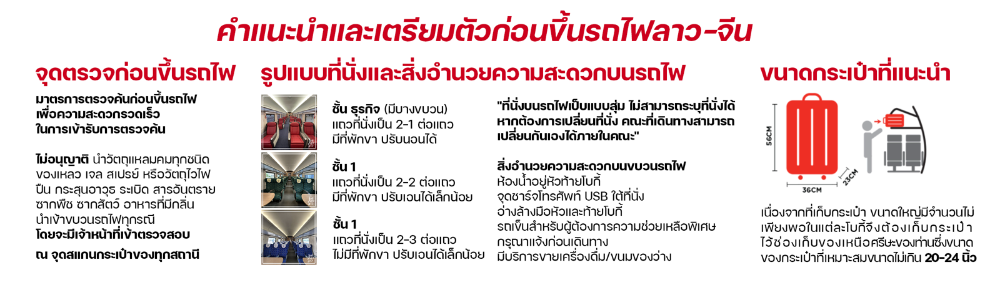 คำแนะนำและเตรียมตัวก่อนขึ้นรถไฟลาว-จีน
จุดตรวจก่อนขึ้นรถไฟ
มาตรการตรวจค้นก่อนขึ้นรถไฟ
เพื่อความสะดวกรวดเร็ว
ในการเข้ารับการตรวจค้น
ไม่อนุญาติ นำวัตถุแหลมคมทุกชนิด
ของเหลว เจล สเปรย์ หรือวัตถุไวไฟ
ปืน กระสุนอาวุธ ระเบิด สารอันตราย
ซากพืช ซากสัตว์ อาหารที่มีกลิ่น
นำเข้าขบวนรถไฟทุกรณี
โดยจะมีเจ้าหน้าที่เข้าตรวจสอบ
ณ จุดสแกนกระเป๋าของทุกสถานี
รูปแบบที่นั่งและสิ่งอำนวยความสะดวกบนรถไฟ
ชั้น ธุรกิจ (มีบางขบวน)
แถวที่นั่งเป็น 2-1 ต่อแถว
มีที่พักขา ปรับนอนได้
ชั้น 1
แถวที่นั่งเป็น 2-2 ต่อแถว
มีที่พักขา ปรับเอนได้เล็กน้อย
ชั้น 1
แถวที่นั่งเป็น 2-3 ต่อแถว
ไม่มีที่พักขา ปรับเอนได้เล็กน้อย
"ที่นั่งบนรถไฟเป็บแบบสุ่ม ไม่สามารถระบุที่นั่งได้
หากต้องการเปลี่ยนที่นั่ง คณะที่เดินทางสามารถ
เปลี่ยนกันเองได้ภายในคณะ"
สิ่งอำนวยความสะดวกบนขบวนรถไฟ
ห้องน้ำอยู่หัวท้ายโบกี้
จุดชาร์จโทรศัพท์ USB ใต้ที่นั่ง
อ่างล้างมือหัวและท้ายโบกี้
รถเข็นสำหรับผู้ต้องการความช่วยเหลือพิเศษ
กรุณาแจ้งก่อนเดินทาง
มีบริการขายเครื่องดื่ม/ขนมของว่าง
ขนาดกระเป๋าที่แนะนำ
56CM
36CM
23CM
เนื่องจากที่เก็บกระเป๋า ขนาดใหญ่มีจำนวนไม่
เพียงพอในแต่ละโบกี้จึงต้องเก็บกระเป๋า
ไว้ช่องเก็บของเหนือศรีษะของท่านซึ่งขนาด
ของกระเป๋าที่เหมาะสมขนาดไม่เกิน 20-24 นิ้ว